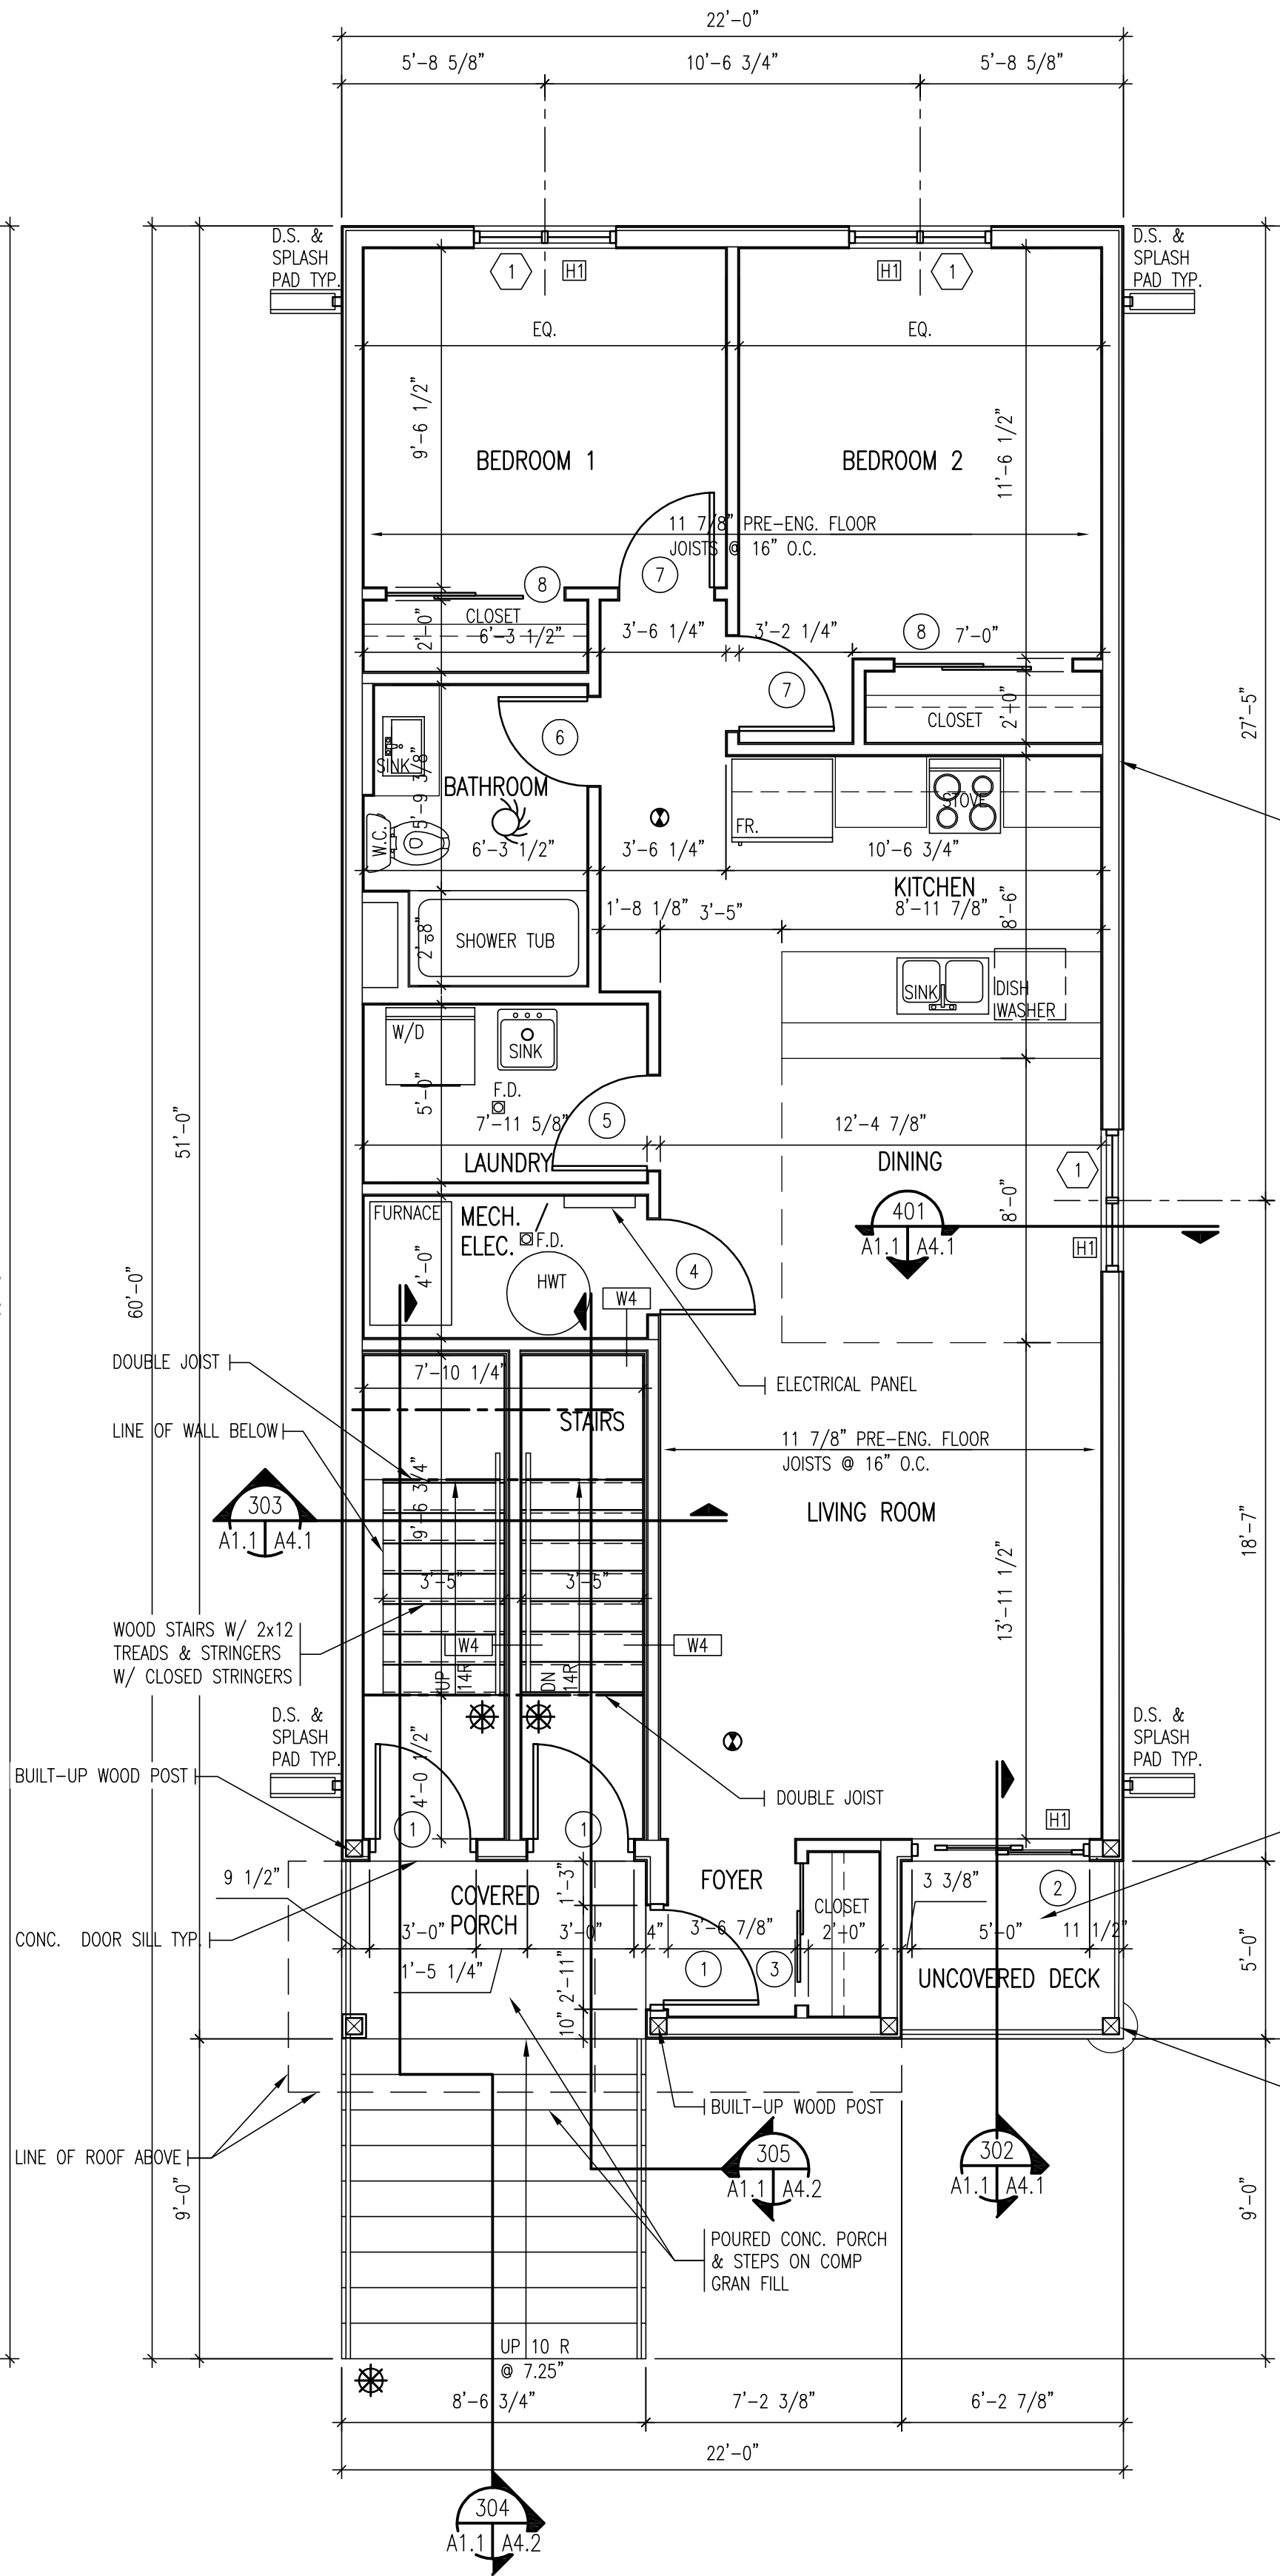 22'-0"
5'-8 5/8"
10'-6 3/4"
5'-8 5/8"
D.S. &
SPLASH
PAD TYP.
D.S. &
SPLASH
PAD TYP.
1
H1
H1
1
EQ.
EQ.
9'-6 1/2"
11'-6 1/2"
BEDROOM 1
BEDROOM 2
11 7/8" PRE-ENG. FLOOR
JOISTS @ 16" O.C.
8
7
CLOSET
2'-0"
6'-3 1/2"
3'-6 1/4"
3'-2 1/4"
8
7'-0"
7
CLOSET
2'-0"
27'-5"
6
SINK
5'-9 3/8"
BATHROOM
STOVE
FR.
W.C.
6'-3 1/2"
3'-6 1/4"
10'-6 3/4"
KITCHEN
1'-8 1/8"
3'-5"
8'-11 7/8"
8'-6"
2'-8"
SHOWER TUB
SINK
DISH
WASHER
W/D
SINK
5'-0"
F.D.
7'-11 5/8"
5
12'-4 7/8"
51'-0"
LAUNDRY
DINING
1
8'-0"
FURNACE
MECH.
ELEC.
F.D.
401
A1.1
A4.1
H1
4'-0"
HWT
4
W4
60'-0"
DOUBLE JOIST
7'-10 1/4"
ELECTRICAL PANEL
LINE OF WALL BELOW
STAIRS
11 7/8" PRE-ENG. FLOOR
JOISTS @ 16" O.C.
9'-6 3/4"
303
A1.1
A4.1
LIVING ROOM
18'-7"
13'-11 1/2"
3'-5"
3'-5"
WOOD STAIRS W/ 2x12
TREADS & STRINGERS
W/ CLOSED STRINGERS
W4
W4
UP
14R
DN
14R
D.S. &
SPLASH
PAD TYP.
D.S. &
SPLASH
PAD TYP.
BUILT-UP WOOD POST
4'-0 1/2"
DOUBLE JOIST
1
1
H1
9 1/2"
COVERED
PORCH
1'-3"
FOYER
CLOSET
3 3/8"
2
CONC. DOOR SILL TYP.
3'-0"
3'-0"
4"
3'-6 7/8"
2'-0"
5'-0"
11 1/2"
1'-5 1/4"
2'-11"
1
3
UNCOVERED DECK
5'-0"
10"
BUILT-UP WOOD POST
LINE OF ROOF ABOVE
305
A1.1
A4.2
302
A1.1
A4.1
9'-0"
9'-0"
POURED CONC. PORCH
& STEPS ON COMP
GRAN FILL
UP 10 R
@ 7.25"
8'-6 3/4"
7'-2 3/8"
6'-2 7/8"
22'-0"
304
A1.1
A4.2